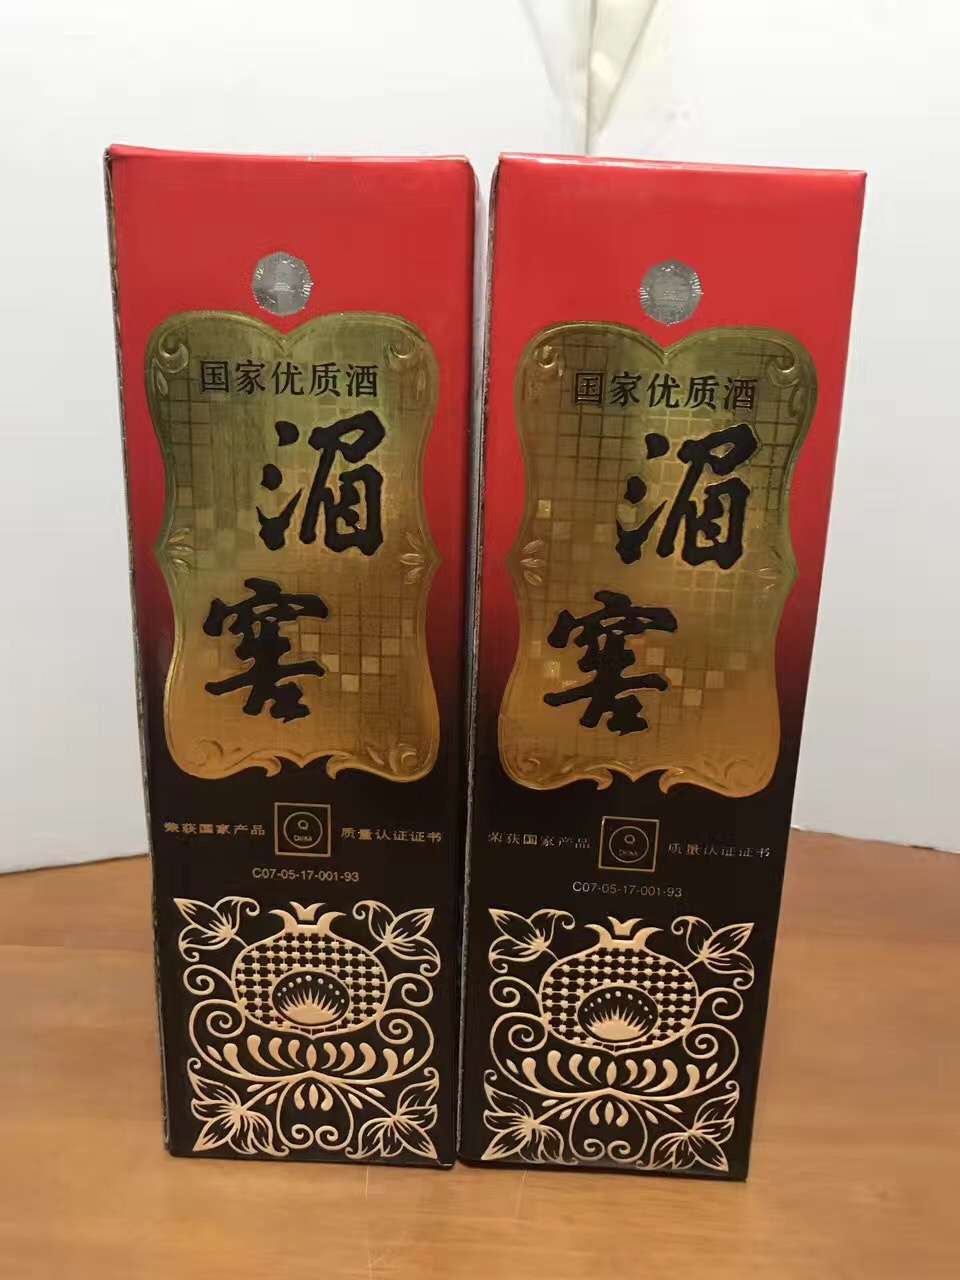 国家优质酒
湄
窖
荣获国家产品
Q
CHINA
质量认证证书
C07-05-17-001-93
国家优质酒
湄
窖
荣获国家产品
Q
CHINA
质量认证证书
C07-05-17-001-93